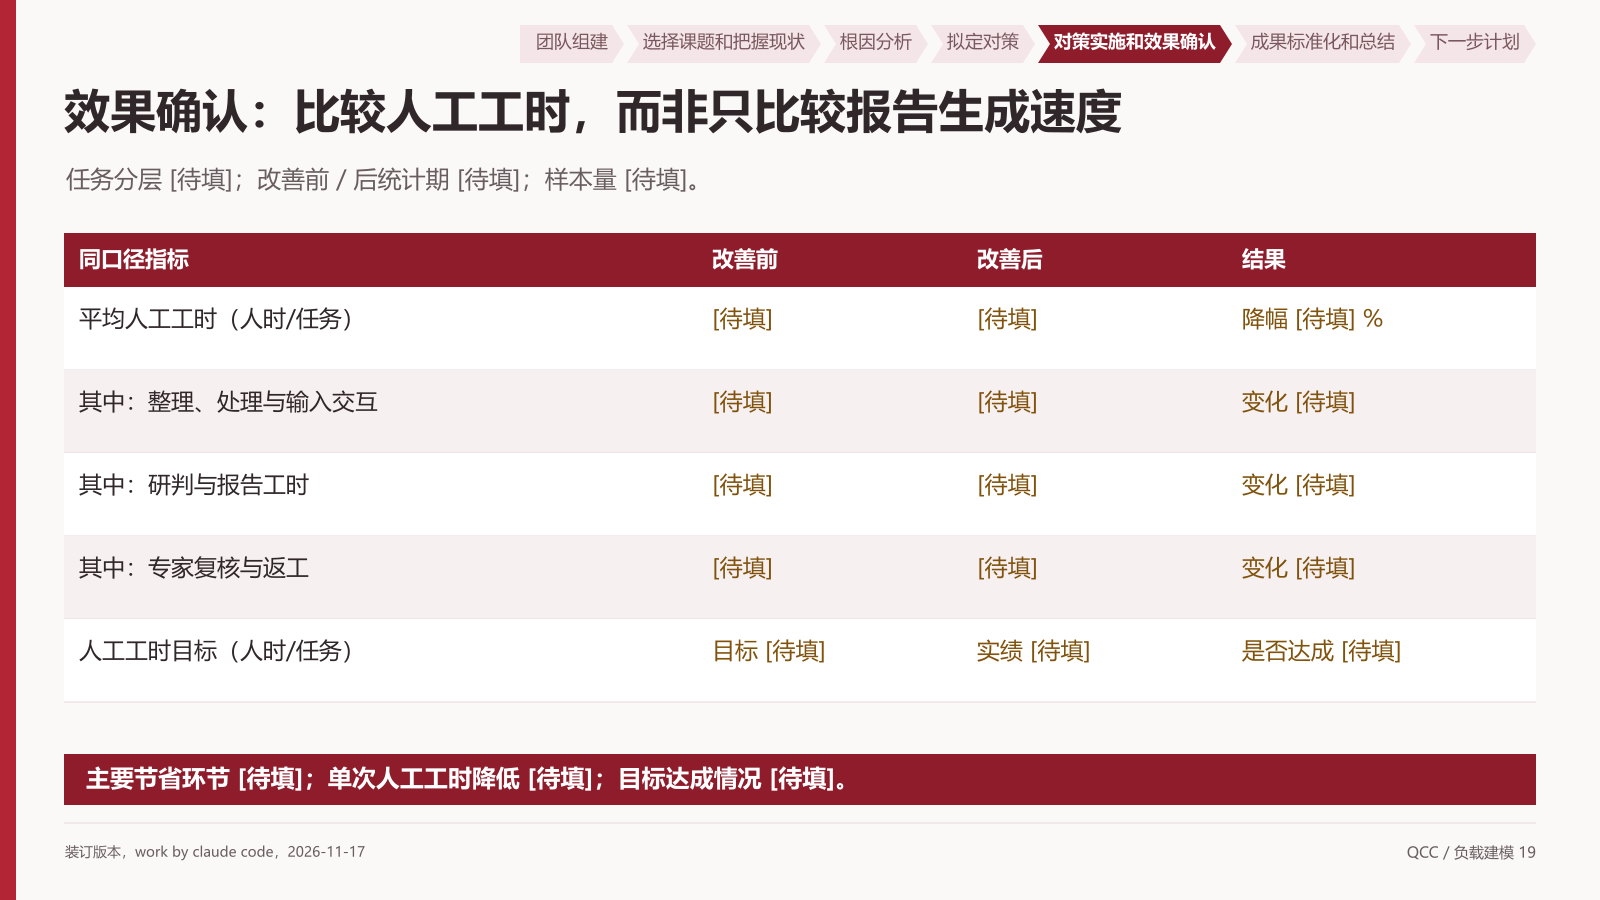 团队组建 选择课题和把握现状 根因分析 拟定对策 对策实施和效果确认 成果标准化和总结 下一步计划
效果确认：比较人工工时，而非只比较报告生成速度
任务分层 [待填]；改善前 / 后统计期 [待填]；样本量 [待填]。
同口径指标 改善前 改善后 结果
平均人工工时（人时/任务） [待填] [待填] 降幅 [待填] %
其中：整理、处理与输入交互 [待填] [待填] 变化 [待填]
其中：研判与报告工时 [待填] [待填] 变化 [待填]
其中：专家复核与返工 [待填] [待填] 变化 [待填]
人工工时目标（人时/任务） 目标 [待填] 实绩 [待填] 是否达成 [待填]
主要节省环节 [待填]；单次人工工时降低 [待填]；目标达成情况 [待填]。
装订版本，work by claude code，2026-11-17
QCC / 负载建模 19